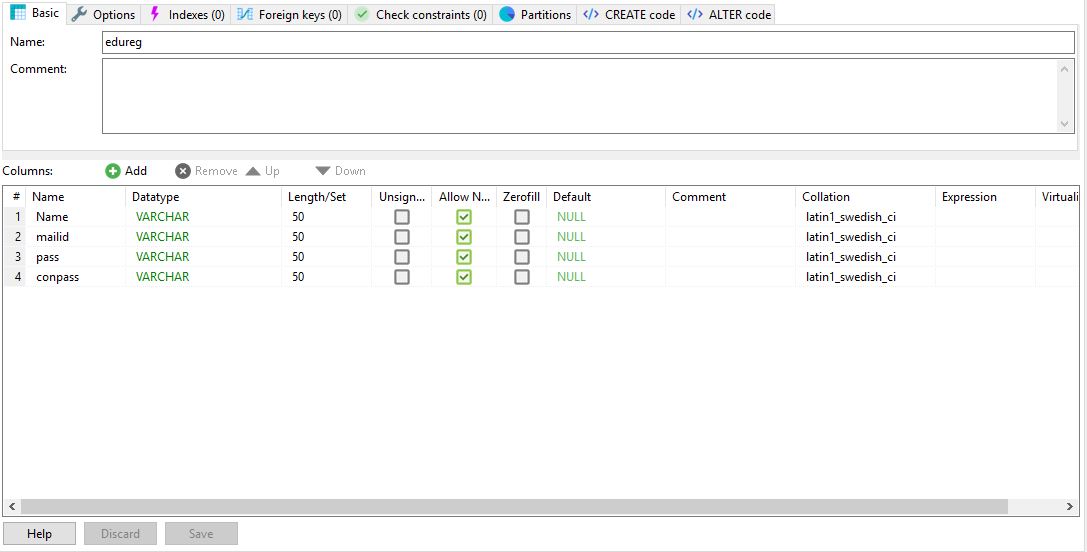 Basic Options Indexes (0) Foreign keys (0) Check constraints (0) Partitions </> CREATE code </> ALTER code
Name: edureg
Comment:
Columns: Add Remove Up Down
# Name Datatype Length/Set Unsign... Allow N... Zerofill Default Comment Collation Expression Virtuali
1 Name VARCHAR 50 NULL latin1_swedish_ci
2 mailid VARCHAR 50 NULL latin1_swedish_ci
3 pass VARCHAR 50 NULL latin1_swedish_ci
4 conpass VARCHAR 50 NULL latin1_swedish_ci
Help Discard Save